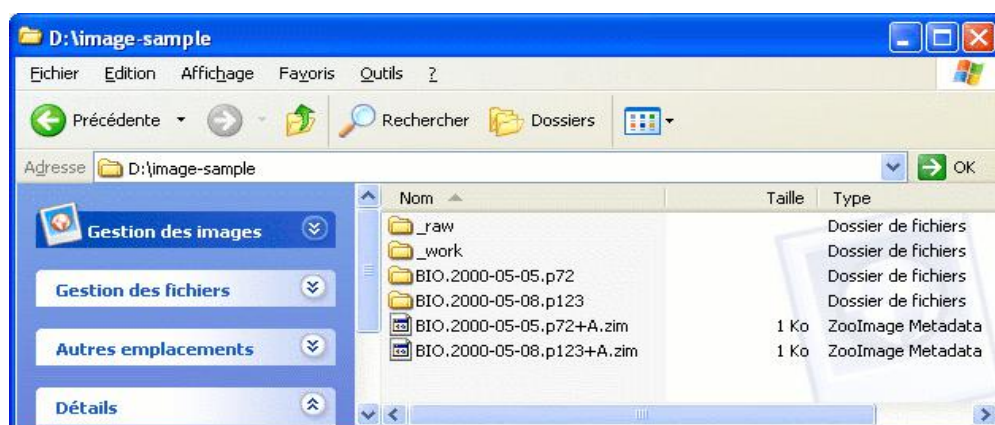 D:\image-sample
Fichier Edition Affichage Favoris Outils ?
Précédente Rechercher Dossiers
Adresse D:\image-sample OK
Nom Taille Type
Gestion des images
Gestion des fichiers
Autres emplacements
Détails
_raw Dossier de fichiers
_work Dossier de fichiers
BIO.2000-05-05.p72 Dossier de fichiers
BIO.2000-05-08.p123 Dossier de fichiers
BIO.2000-05-05.p72+A.zim 1 Ko ZooImage Metadata
BIO.2000-05-08.p123+A.zim 1 Ko ZooImage Metadata